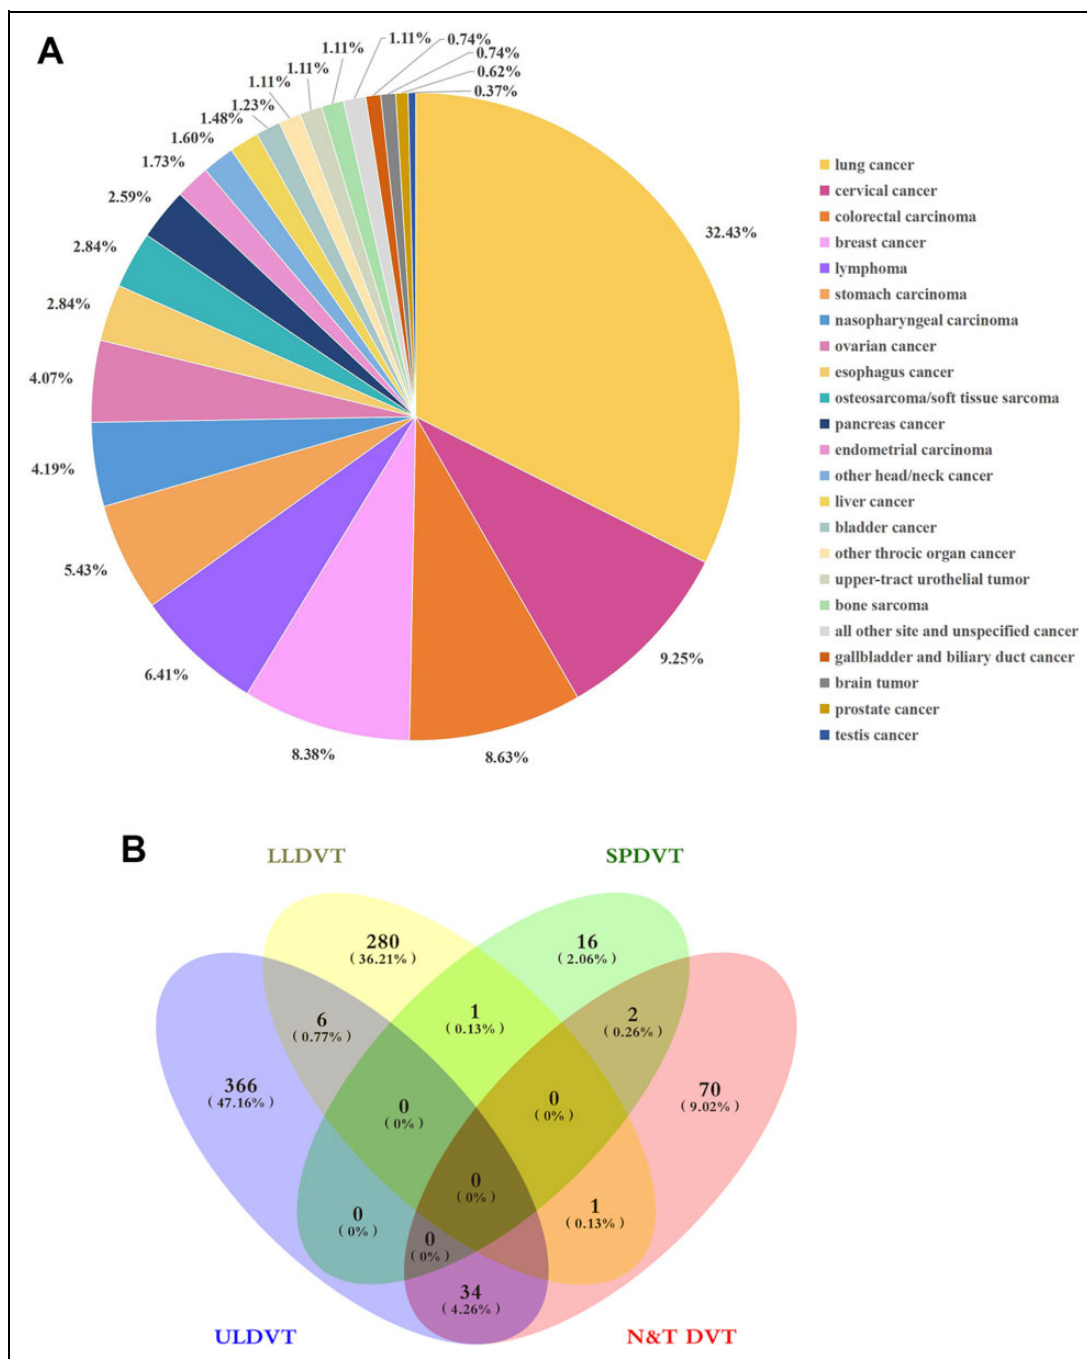 A
1.11%
0.74%
1.11%
0.74%
1.11%
0.62%
1.11%
0.37%
1.23%
1.48%
1.60%
1.73%
2.59%
2.84%
2.84%
4.07%
4.19%
5.43%
6.41%
8.38%
8.63%
9.25%
32.43%
lung cancer
cervical cancer
colorectal carcinoma
breast cancer
lymphoma
stomach carcinoma
nasopharyngeal carcinoma
ovarian cancer
esophagus cancer
osteosarcoma/soft tissue sarcoma
pancreas cancer
endometrial carcinoma
other head/neck cancer
liver cancer
bladder cancer
other throcic organ cancer
upper-tract urothelial tumor
bone sarcoma
all other site and unspecified cancer
gallbladder and biliary duct cancer
brain tumor
prostate cancer
testis cancer
B
LLDVT
SPDVT
280
(36.21%)
16
(2.06%)
6
(0.77%)
1
(0.13%)
2
(0.26%)
366
(47.16%)
70
(9.02%)
0
(0%)
0
(0%)
0
(0%)
0
(0%)
1
(0.13%)
0
(0%)
34
(4.26%)
ULDVT
N&T DVT